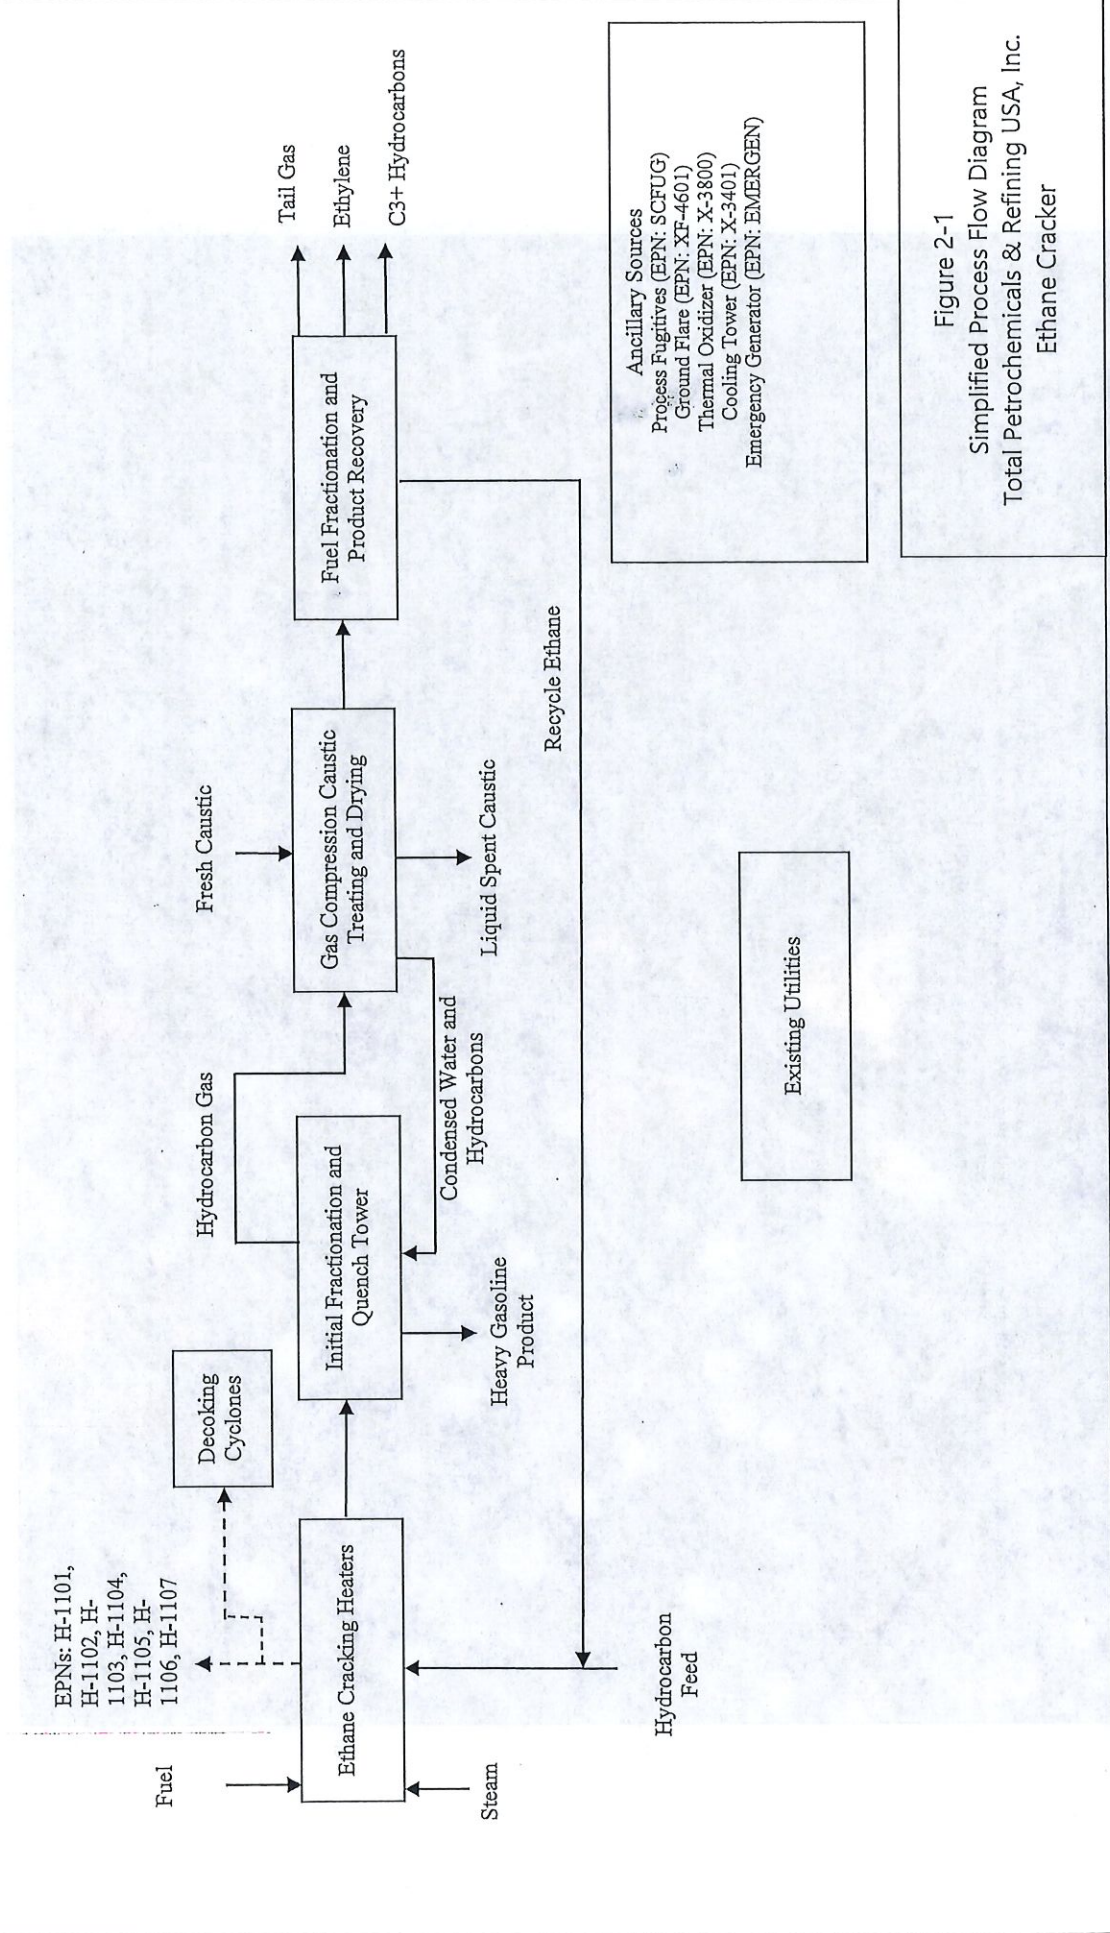 Fuel
Steam
EPNs: H-1101,
H-1102, H-
1103, H-1104,
H-1105, H-
1106, H-1107
Ethane Cracking Heaters
Hydrocarbon
Feed
Decoking
Cyclones
Initial Fractionation and
Quench Tower
Heavy Gasoline
Product
Hydrocarbon Gas
Condensed Water and
Hydrocarbons
Fresh Caustic
Gas Compression Caustic
Treating and Drying
Liquid Spent Caustic
Recycle Ethane
Fuel Fractionation and
Product Recovery
Tail Gas
Ethylene
C3+ Hydrocarbons
Existing Utilities
Ancillary Sources
Process Fugitives (EPN: SCFUG)
Ground Flare (EPN: XF-4601)
Thermal Oxidizer (EPN: X-3800)
Cooling Tower (EPN: X-3401)
Emergency Generator (EPN: EMERGEN)
Figure 2-1
Simplified Process Flow Diagram
Total Petrochemicals & Refining USA, Inc.
Ethane Cracker